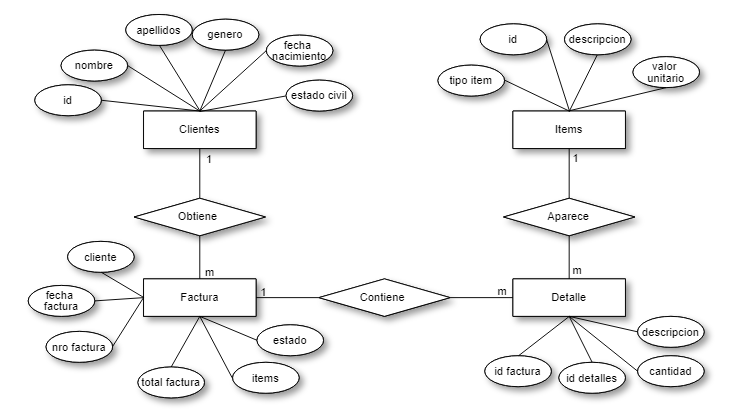 apellidos
genero
fecha
nacimiento
nombre
id
estado civil
Clientes
1
id
descripcion
tipo item
valor
unitario
Items
1
Obtiene
Aparece
m
m
cliente
fecha
factura
nro factura
Factura
1
Contiene
m
Detalle
total factura
items
estado
id factura
id detalles
cantidad
descripcion